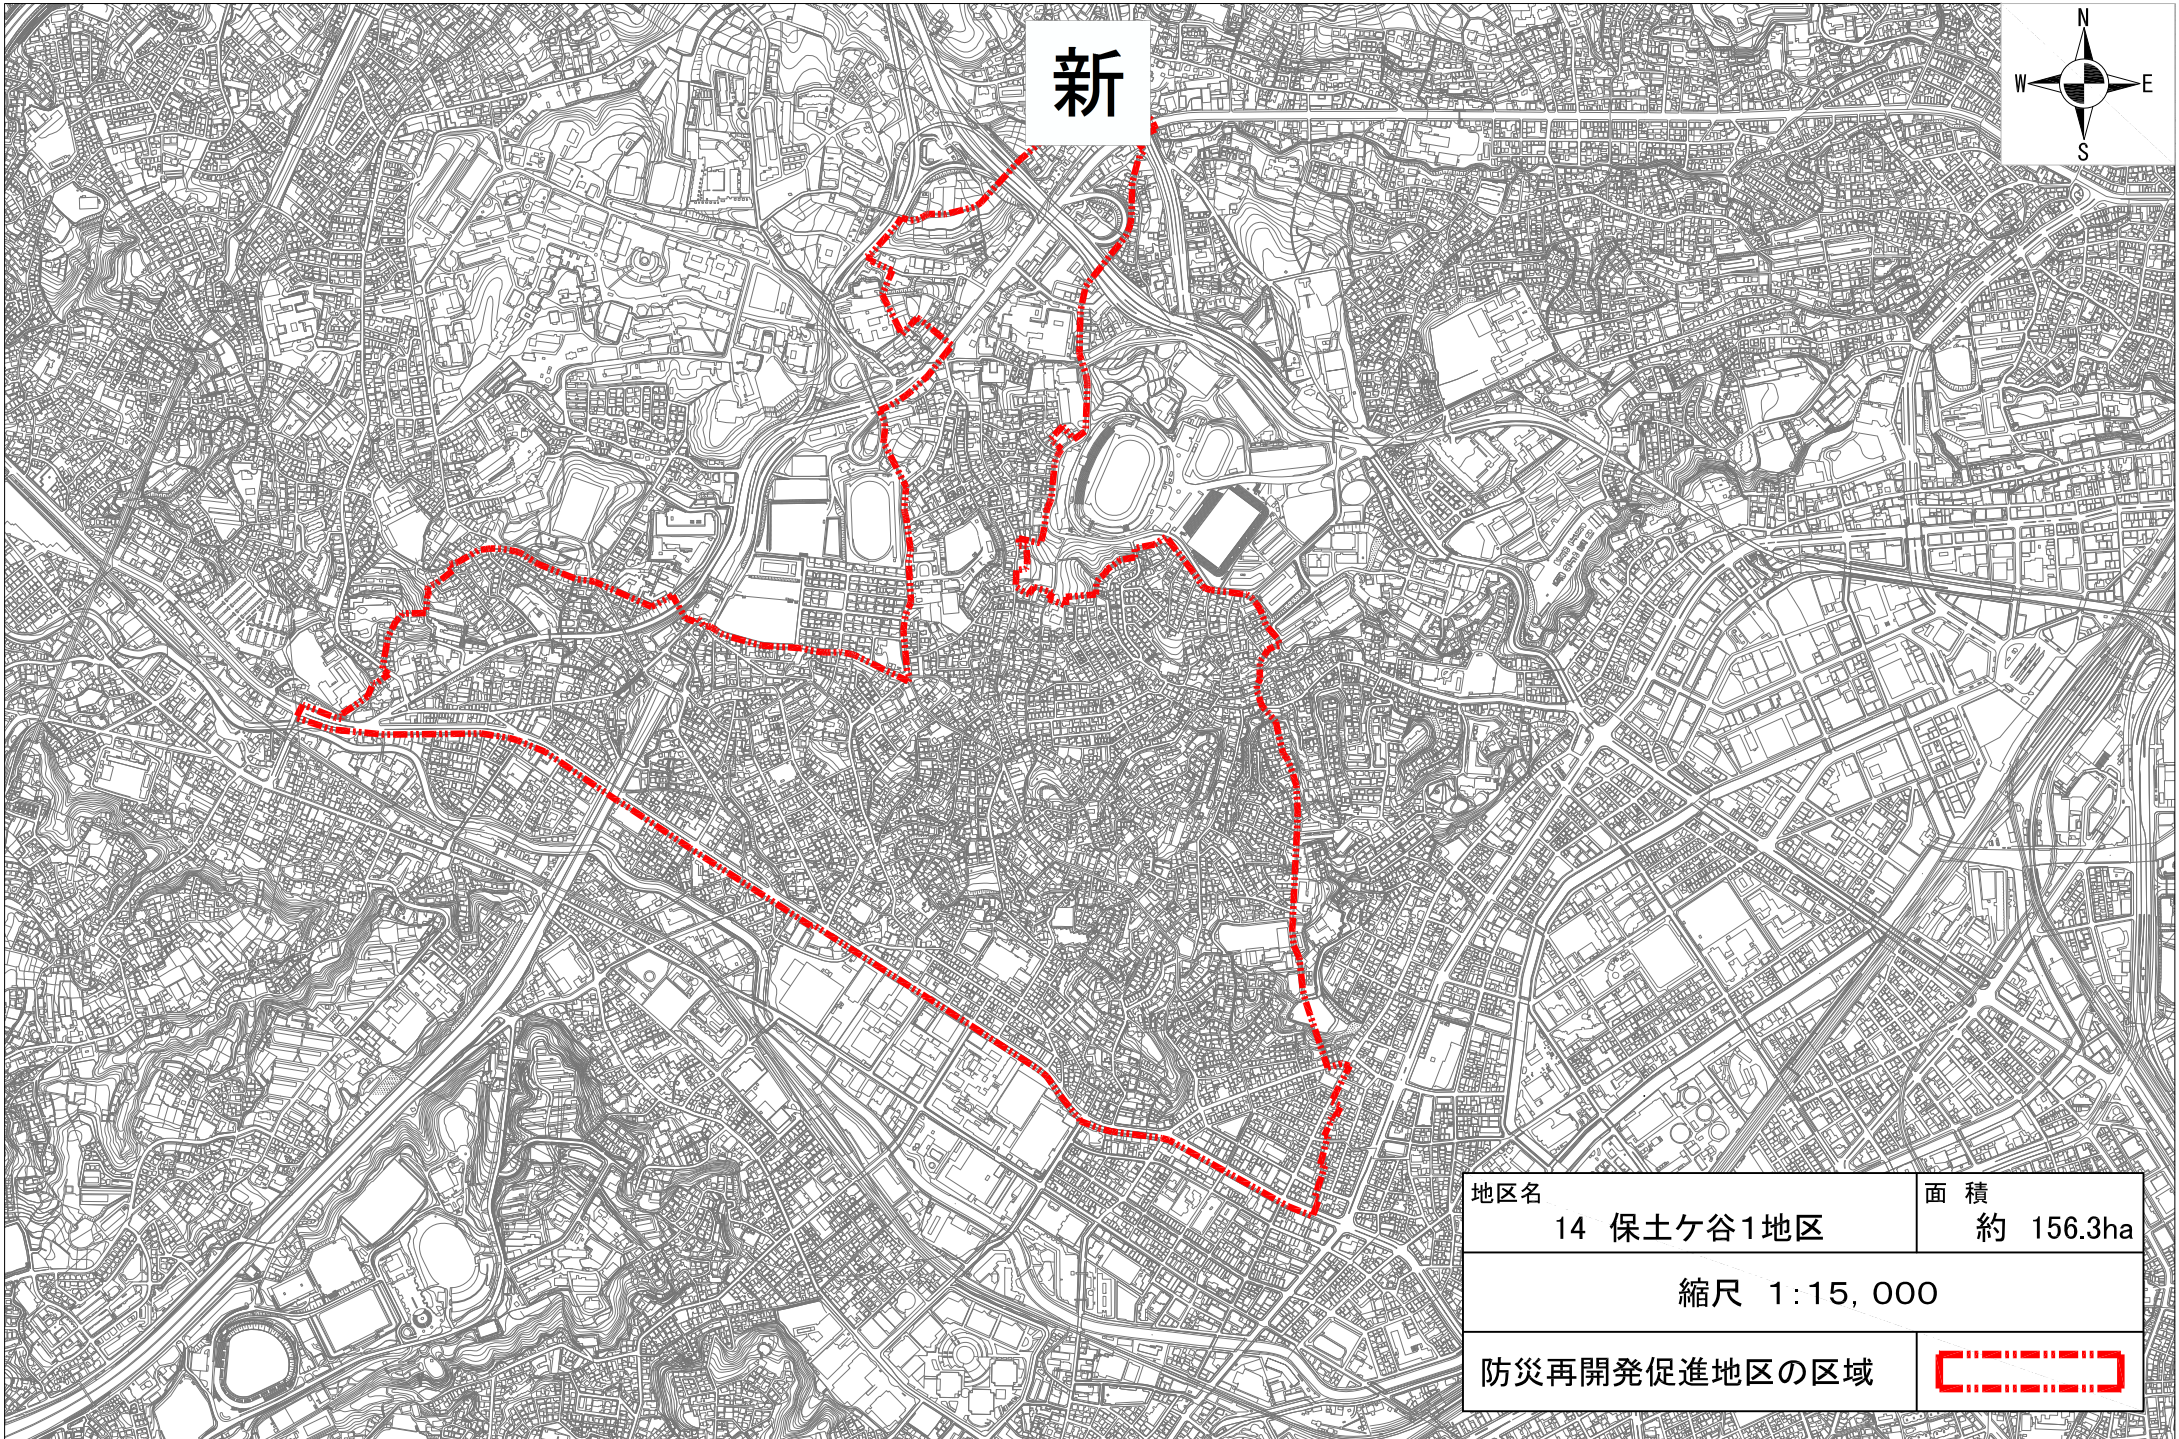 新
N
W E
S
地区名
14 保土ケ谷1地区
面 積
約 156.3ha
縮尺 1:15,000
防災再開発促進地区の区域